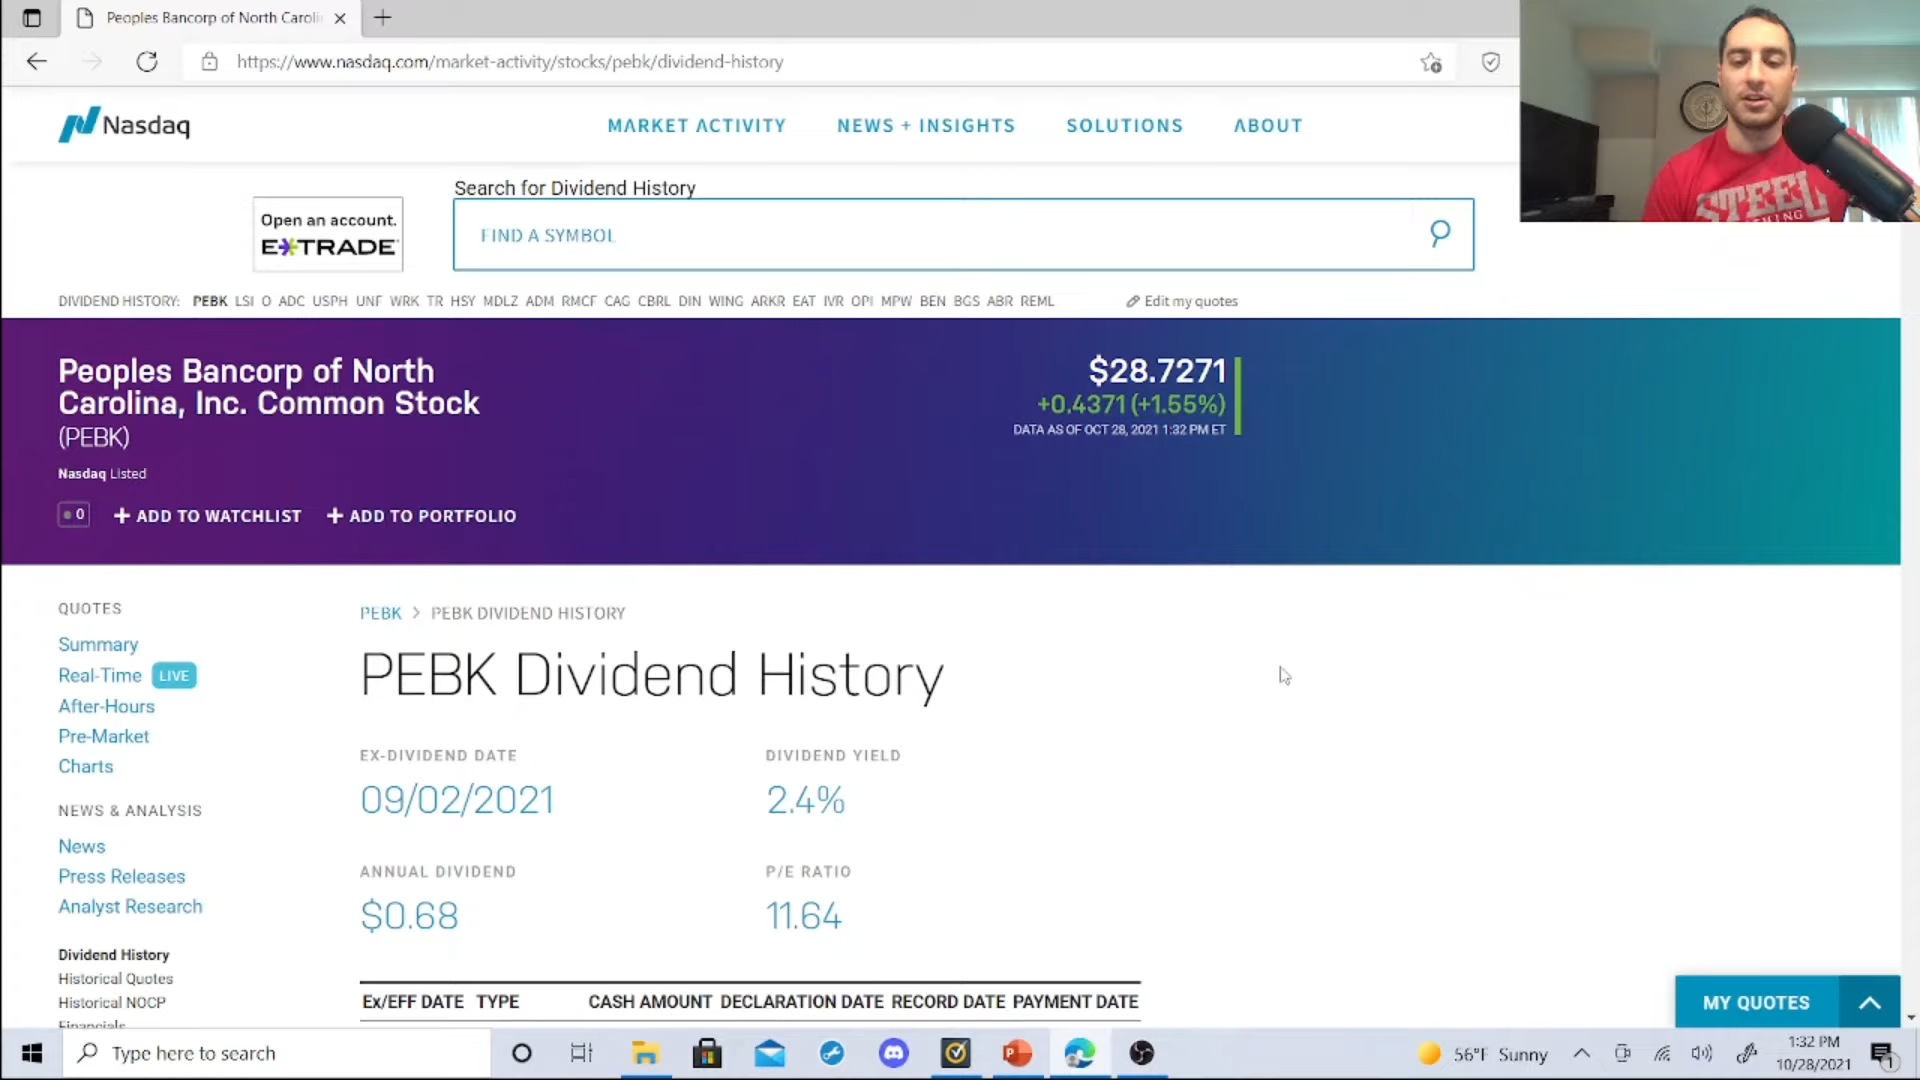 Peoples Bancorp of North Caroli
https://www.nasdaq.com/market-activity/stocks/pebk/dividend-history
Nasdaq
MARKET ACTIVITY NEWS + INSIGHTS SOLUTIONS ABOUT
Search for Dividend History
Open an account.
E*TRADE
FIND A SYMBOL
DIVIDEND HISTORY: PEBK LSI O ADC USPH UNF WRK TR HSY MDLZ ADM RMCF CAG CBRL DIN WING ARKR EAT IVR OPI MPW BEN BGS ABR REML Edit my quotes
Peoples Bancorp of North
Carolina, Inc. Common Stock
(PEBK)
$28.7271
+0.4371 (+1.55%)
DATA AS OF OCT 28, 2021 1:32 PM ET
Nasdaq Listed
0 + ADD TO WATCHLIST + ADD TO PORTFOLIO
QUOTES
Summary
Real-Time LIVE
After-Hours
Pre-Market
Charts
NEWS & ANALYSIS
News
Press Releases
Analyst Research
Dividend History
Historical Quotes
Historical NOCP
Financials
PEBK > PEBK DIVIDEND HISTORY
PEBK Dividend History
EX-DIVIDEND DATE DIVIDEND YIELD
09/02/2021 2.4%
ANNUAL DIVIDEND P/E RATIO
$0.68 11.64
Ex/EFF DATE TYPE CASH AMOUNT DECLARATION DATE RECORD DATE PAYMENT DATE
MY QUOTES
STEEL
Type here to search
56°F Sunny
1:32 PM
10/28/2021
1